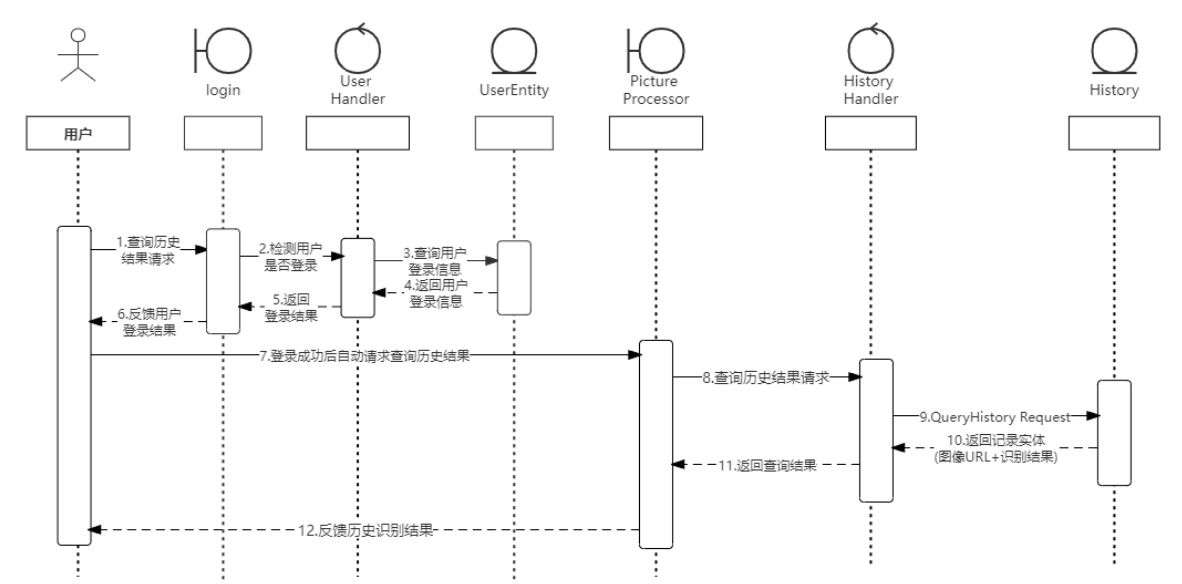 login
User
Handler
UserEntity
Picture
Processor
History
Handler
History
用户
1.查询历史
结果请求
2.检测用户
是否登录
3.查询用户
登录信息
4.返回用户
登录信息
5.返回
登录结果
6.反馈用户
登录结果
7.登录成功后自动请求查询历史结果
8.查询历史结果请求
9.QueryHistory Request
10.返回记录实体
(图像URL+识别结果)
11.返回查询结果
12.反馈历史识别结果